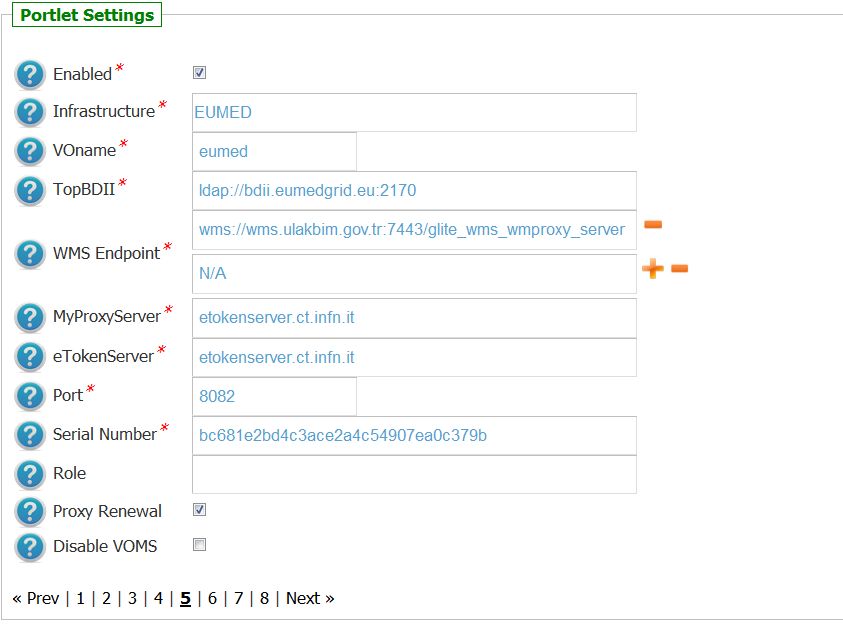 Portlet Settings
Enabled*
Infrastructure* EUMED
VOname* eumed
TopBDII* ldap://bdii.eumedgrid.eu:2170
wms://wms.ulakbim.gov.tr:7443/glite_wms_wmproxy_server
WMS Endpoint*
N/A
MyProxyServer* etokenserver.ct.infn.it
eTokenServer* etokenserver.ct.infn.it
Port* 8082
Serial Number* bc681e2bd4c3ace2a4c54907ea0c379b
Role
Proxy Renewal
Disable VOMS
« Prev | 1 | 2 | 3 | 4 | 5 | 6 | 7 | 8 | Next »